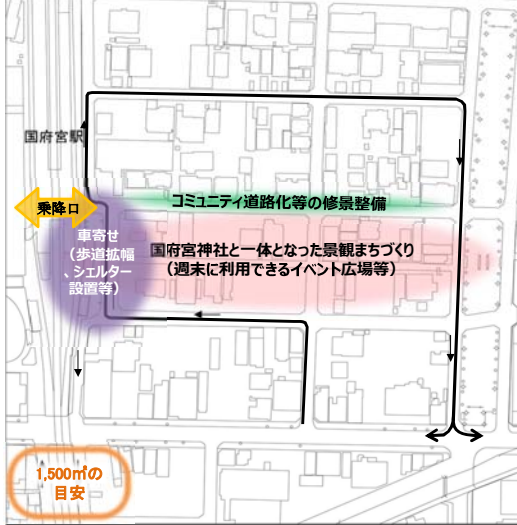 国府宮駅
乗降口
コミュニティ道路化等の修景整備
車寄せ
（歩道拡幅
、シェルター
設置等）
国府宮神社と一体となった景観まちづくり
（週末に利用できるイベント広場等）
1,500㎡の
目安